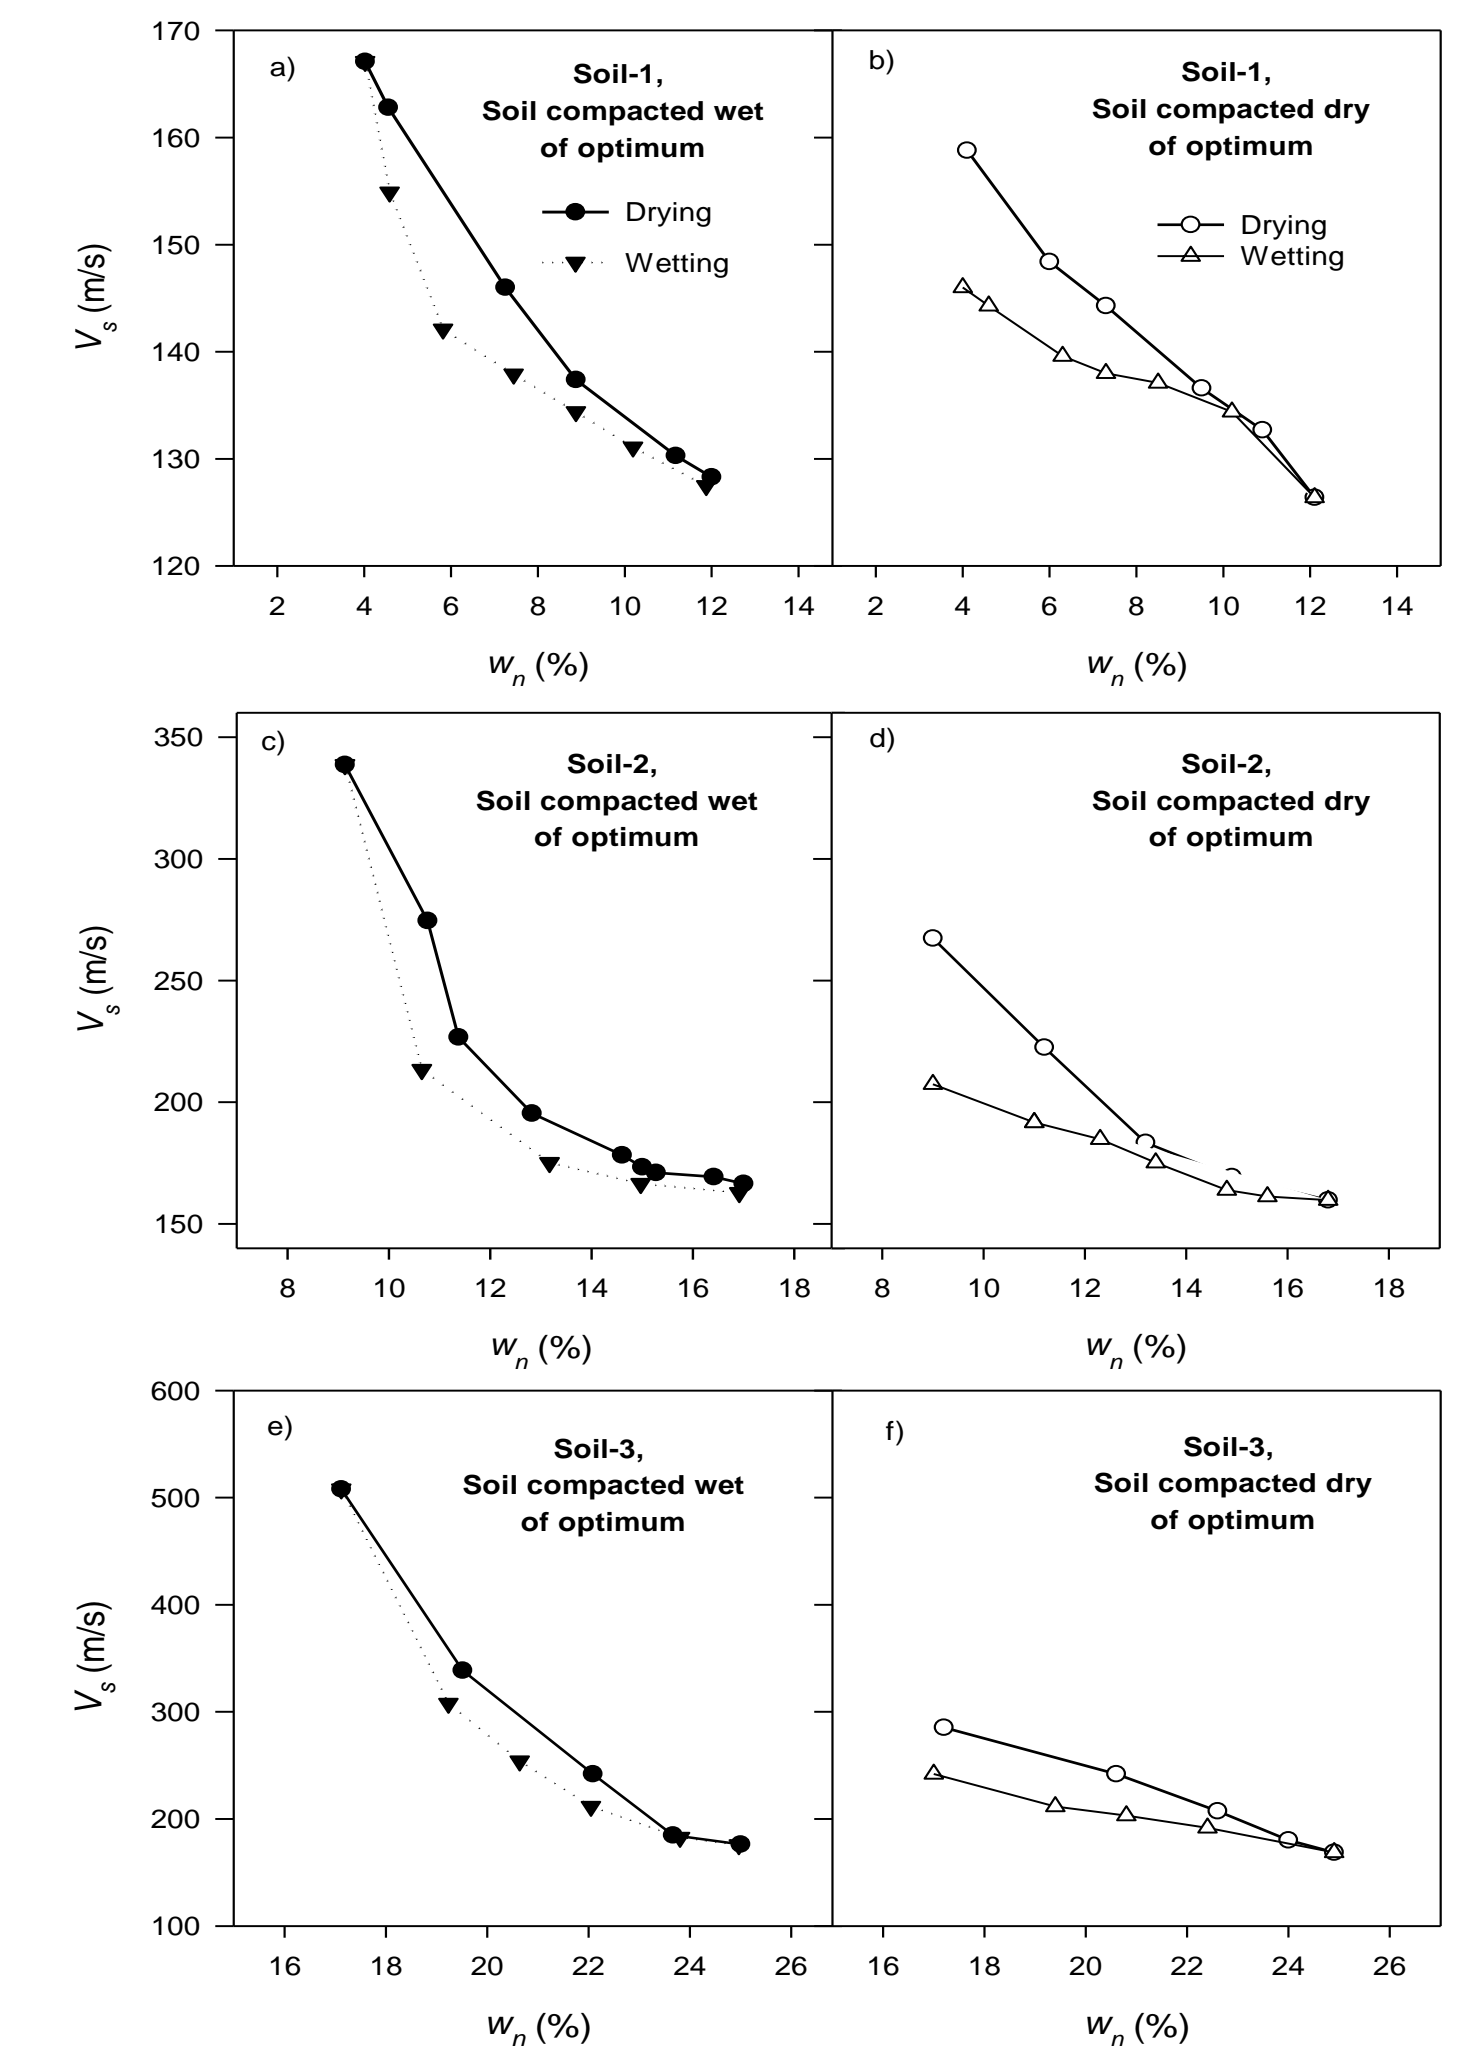 170
160
150
140
130
120
V_s (m/s)
a)
Soil-1,
Soil compacted wet
of optimum
Drying
Wetting
2 4 6 8 10 12 14
w_n (%)
b)
Soil-1,
Soil compacted dry
of optimum
Drying
Wetting
2 4 6 8 10 12 14
w_n (%)
350
300
250
200
150
V_s (m/s)
c)
Soil-2,
Soil compacted wet
of optimum
8 10 12 14 16 18
w_n (%)
d)
Soil-2,
Soil compacted dry
of optimum
8 10 12 14 16 18
w_n (%)
600
500
400
300
200
100
V_s (m/s)
e)
Soil-3,
Soil compacted wet
of optimum
16 18 20 22 24 26
w_n (%)
f)
Soil-3,
Soil compacted dry
of optimum
16 18 20 22 24 26
w_n (%)